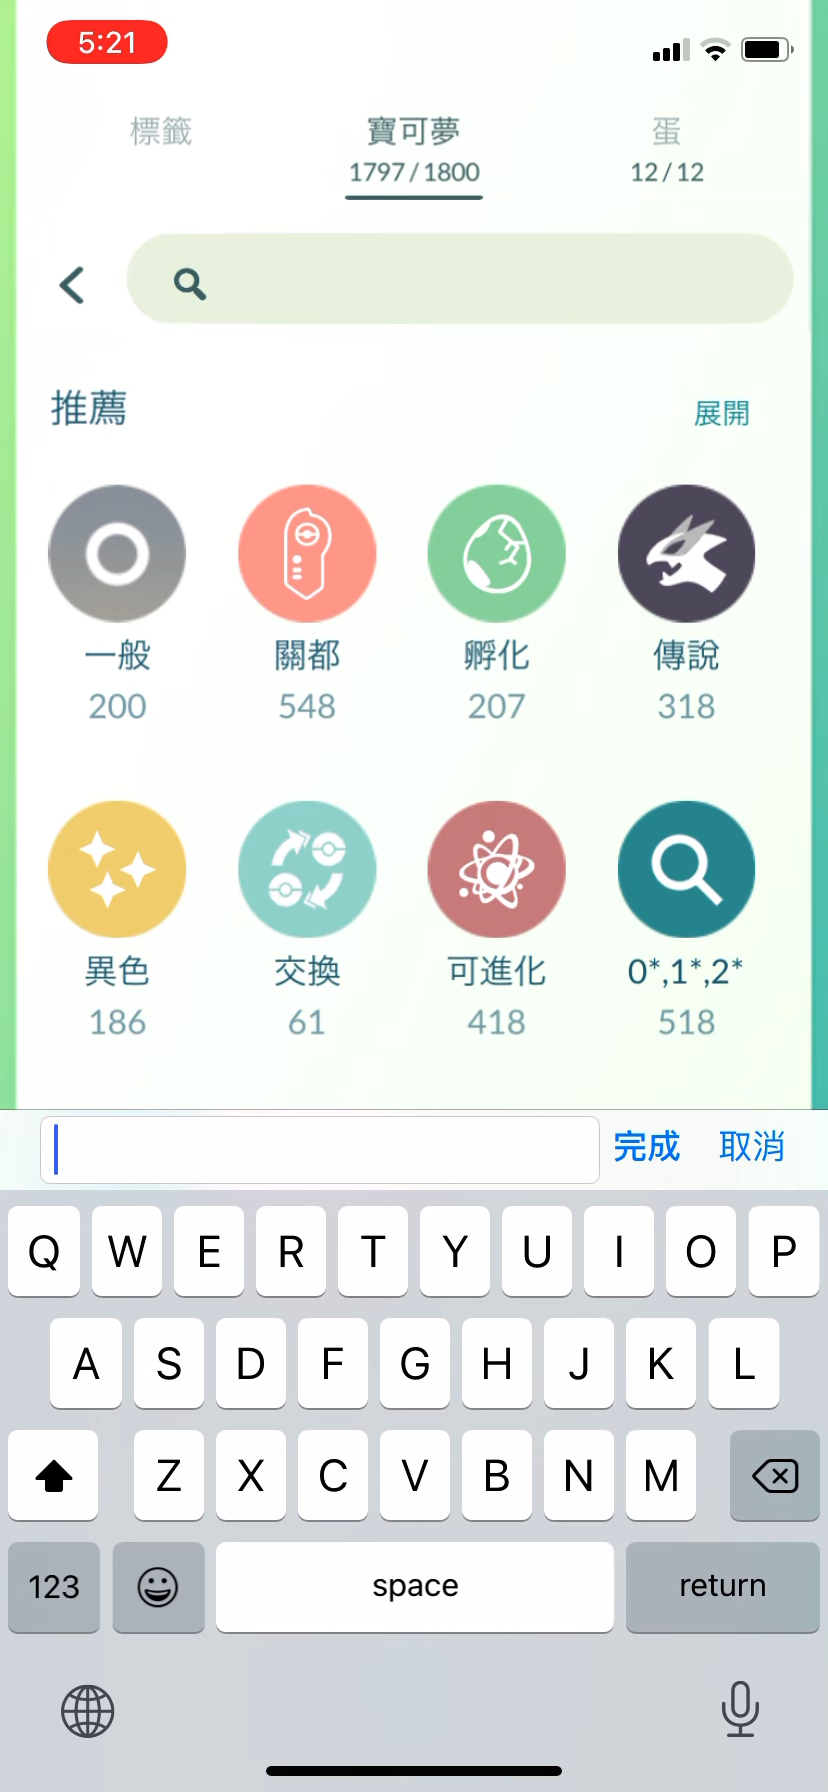 5:21
標籤 寶可夢 蛋
1797/1800 12/12
推薦 展開
一般 關都 孵化 傳說
200 548 207 318
異色 交換 可進化 0*,1*,2*
186 61 418 518
完成 取消
Q W E R T Y U I O P
A S D F G H J K L
Z X C V B N M
123 space return